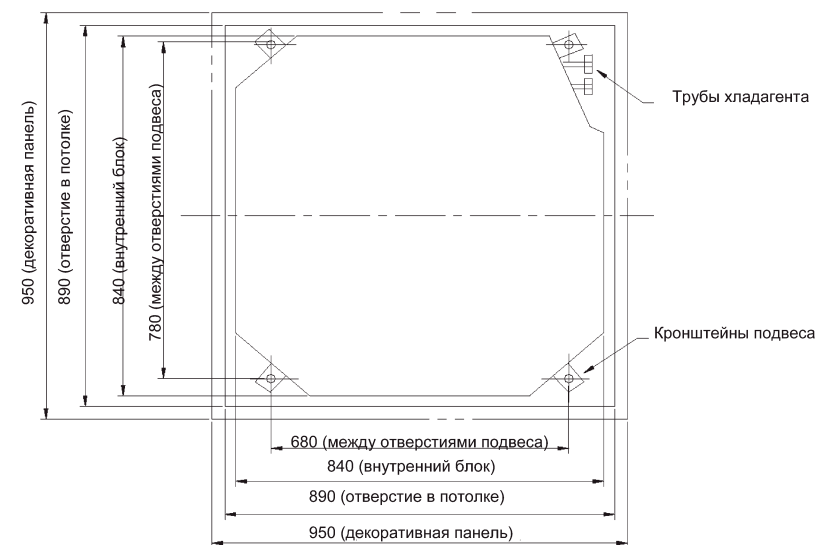 950 (декоративная панель)
890 (отверстие в потолке)
840 (внутренний блок)
780 (между отверстиями подвеса)
Трубы хладагента
Кронштейны подвеса
680 (между отверстиями подвеса)
840 (внутренний блок)
890 (отверстие в потолке)
950 (декоративная панель)